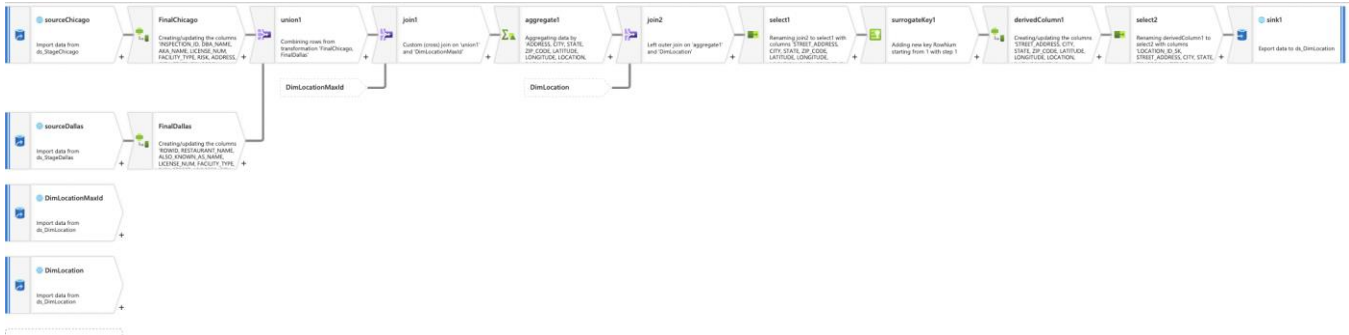 sourceChicago
Import data from
ds_StageChicago
+
FinalChicago
Creating/updating the columns
'INSPECTION_ID, DBA_NAME,
AKA_NAME, LICENSE_NUM,
FACILITY_TYPE, RISK, ADDRESS,
+
union1
Combining rows from
transformation 'FinalChicago,
FinalDallas'
+
join1
Custom (cross) join on 'union1'
and 'DimLocationMaxId'
+
aggregate1
Aggregating data by
'ADDRESS, CITY, STATE,
ZIP_CODE, LATITUDE,
LONGITUDE, LOCATION,
+
join2
Left outer join on 'aggregate1'
and 'DimLocation'
+
select1
Renaming join2 to select1 with
columns 'STREET_ADDRESS,
CITY, STATE, ZIP_CODE,
LATITUDE, LONGITUDE,
+
surrogateKey1
Adding new key RowNum
starting from 1 with step 1
+
derivedColumn1
Creating/updating the columns
'STREET_ADDRESS, CITY,
STATE, ZIP_CODE, LATITUDE,
LONGITUDE, LOCATION,
+
select2
Renaming derivedColumn1 to
select2 with columns
'LOCATION_ID_SK,
STREET_ADDRESS, CITY, STATE,
+
sink1
Export data to ds_DimLocation
DimLocationMaxId
DimLocation
sourceDallas
Import data from
ds_StageDallas
+
FinalDallas
Creating/updating the columns
'ROWID, RESTAURANT_NAME,
ALSO_KNOWN_AS_NAME,
LICENSE_NUM, FACILITY_TYPE,
+
DimLocationMaxId
Import data from
ds_DimLocation
+
DimLocation
Import data from
ds_DimLocation
+